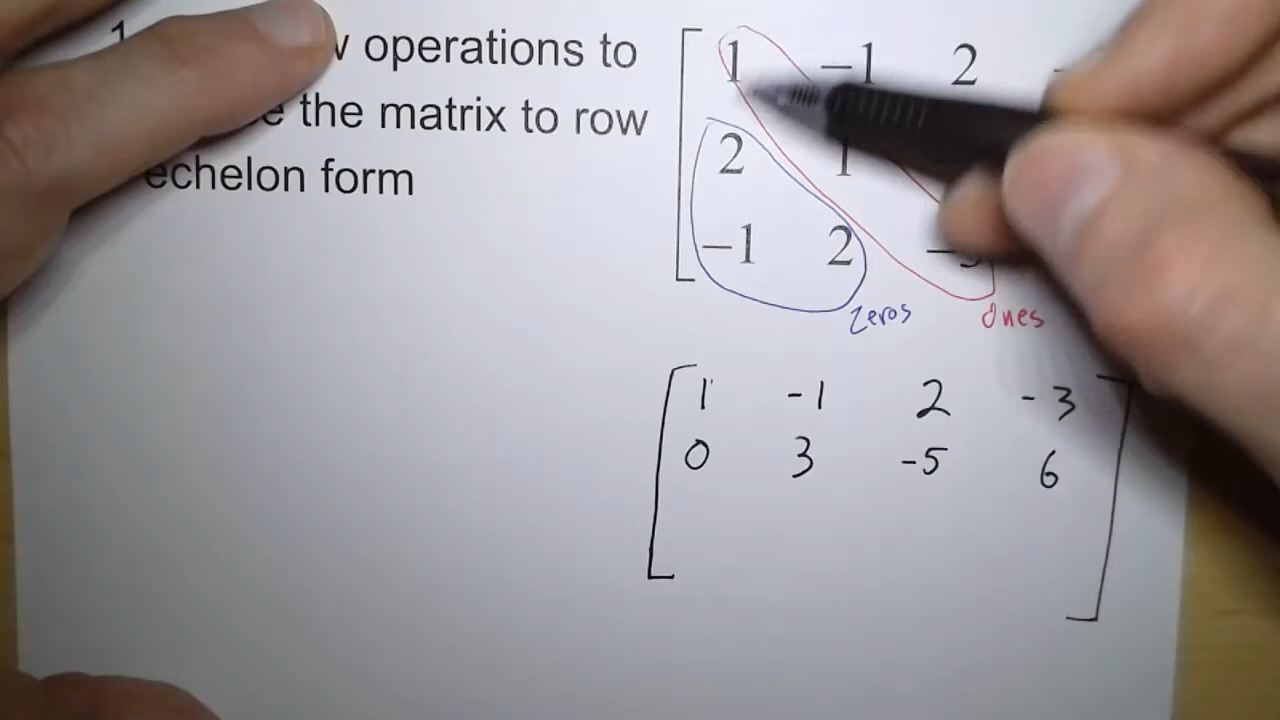 1 operations to
the matrix to row
echelon form
1 −1 2
2 1
−1 2
zeros ones
1 -1 2 -3
0 3 -5 6